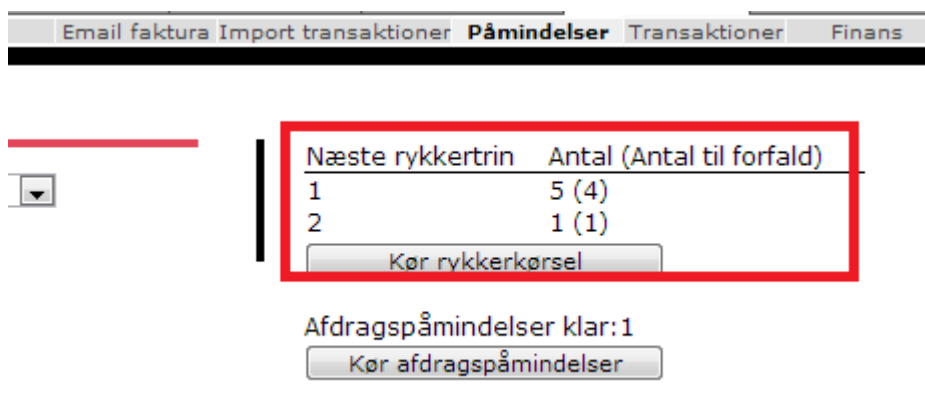 Email faktura Import transaktioner Påmindelser Transaktioner Finans
Næste rykkertrin Antal (Antal til forfald)
1 5 (4)
2 1 (1)
Kør rykkerkørsel
Afdragspåmindelser klar:1
Kør afdragspåmindelser